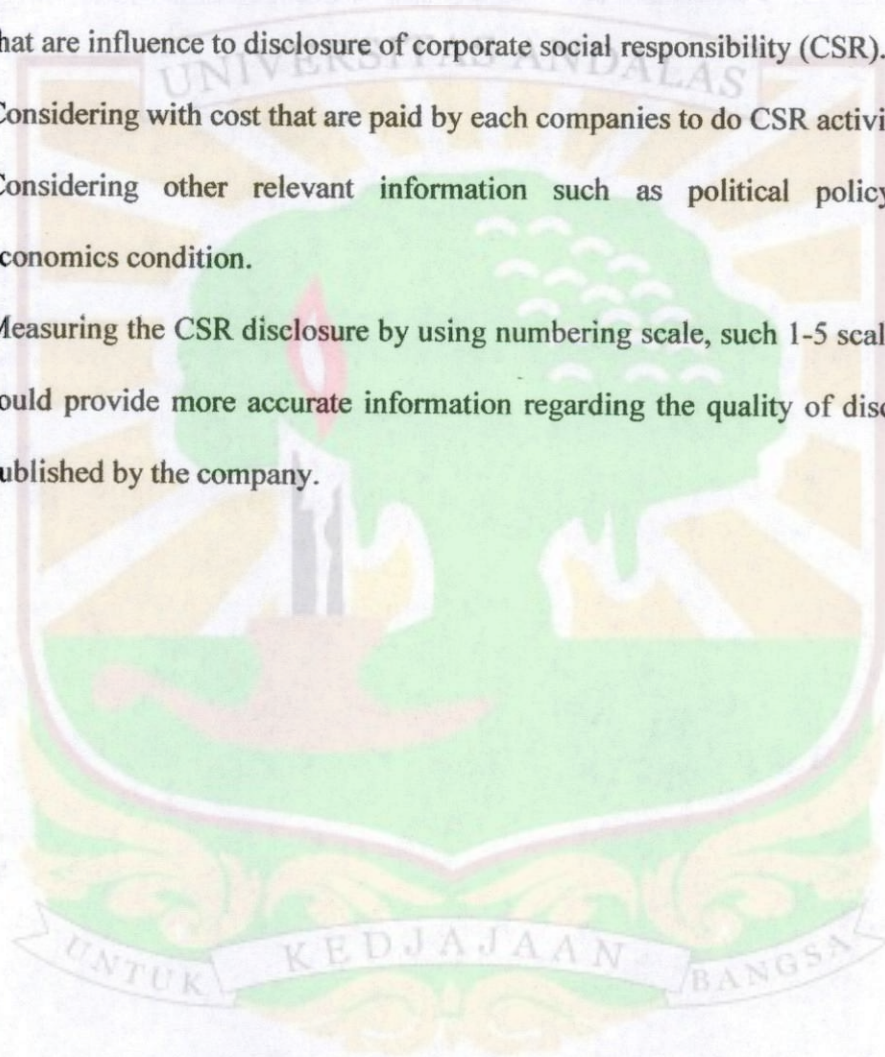 hat are influence to disclosure of corporate social responsibility (CSR).
UNIVERSITAS ANDALAS
Considering with cost that are paid by each companies to do CSR activi
Considering other relevant information such as political policy
conomics condition.
Measuring the CSR disclosure by using numbering scale, such 1-5 scal
ould provide more accurate information regarding the quality of disc
ublished by the company.
UNTUK KEDJAJAAN BANGSA